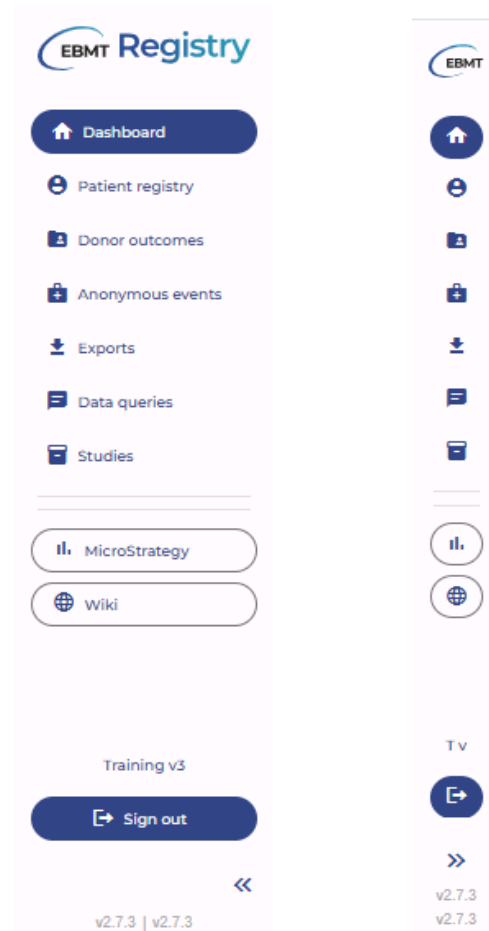 EBMT Registry
Dashboard
Patient registry
Donor outcomes
Anonymous events
Exports
Data queries
Studies
MicroStrategy
Wiki
Training v3
Sign out
v2.7.3 | v2.7.3
EBMT
T v
v2.7.3
v2.7.3